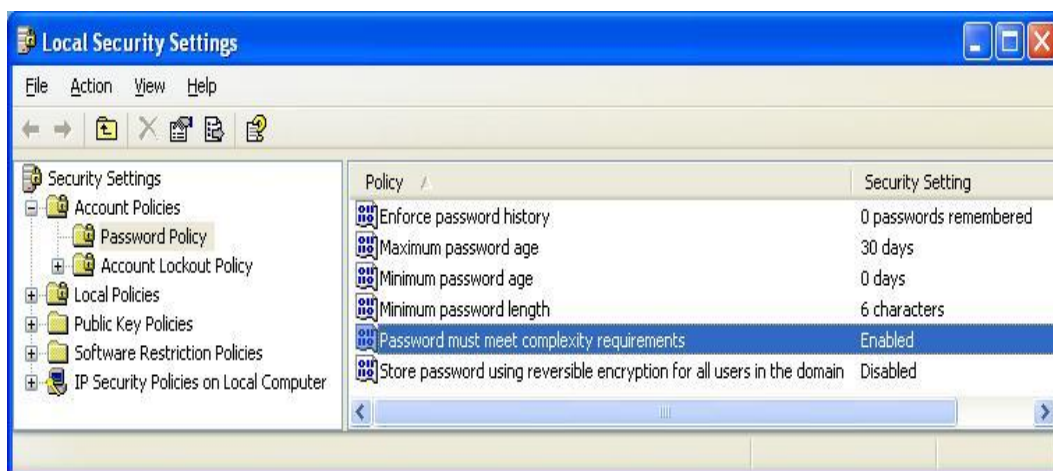 Local Security Settings
File Action View Help
Security Settings
Account Policies
Password Policy
Account Lockout Policy
Local Policies
Public Key Policies
Software Restriction Policies
IP Security Policies on Local Computer
Policy Security Setting
Enforce password history 0 passwords remembered
Maximum password age 30 days
Minimum password age 0 days
Minimum password length 6 characters
Password must meet complexity requirements Enabled
Store password using reversible encryption for all users in the domain Disabled